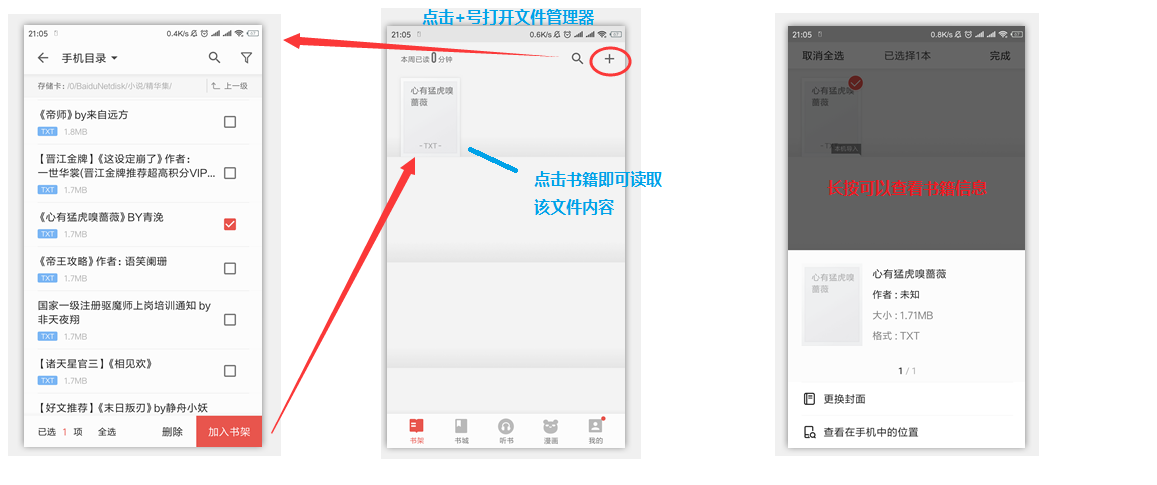 点击+号打开文件管理器
21:05
0.4K/s
手机目录
存储卡: /0/BaiduNetdisk/小说/精华集/
上一级
《帝师》by来自远方
TXT 1.8MB
【晋江金牌】《这设定崩了》作者：
一世华裳(晋江金牌推荐超高积分VIP...
TXT 1.7MB
《心有猛虎嗅蔷薇》BY青浼
TXT 1.7MB
《帝王攻略》作者：语笑阑珊
TXT 1.7MB
国家一级注册驱魔师上岗培训通知 by
非天夜翔
TXT 1.7MB
【诸天星官三】《相见欢》
TXT 1.7MB
【好文推荐】《末日叛刃》by静舟小妖
已选 1 项 全选 删除 加入书架
21:05
0.6K/s
本周已读0分钟
心有猛虎嗅
蔷薇
-TXT-
点击书籍即可读取
该文件内容
书架 书城 听书 漫画 我的
21:05
0.8K/s
取消全选 已选择1本 完成
心有猛虎嗅
蔷薇
-TXT-
本机导入
长按可以查看书籍信息
心有猛虎嗅
蔷薇
心有猛虎嗅蔷薇
作者 : 未知
大小 : 1.71MB
格式 : TXT
1 / 1
更换封面
查看在手机中的位置